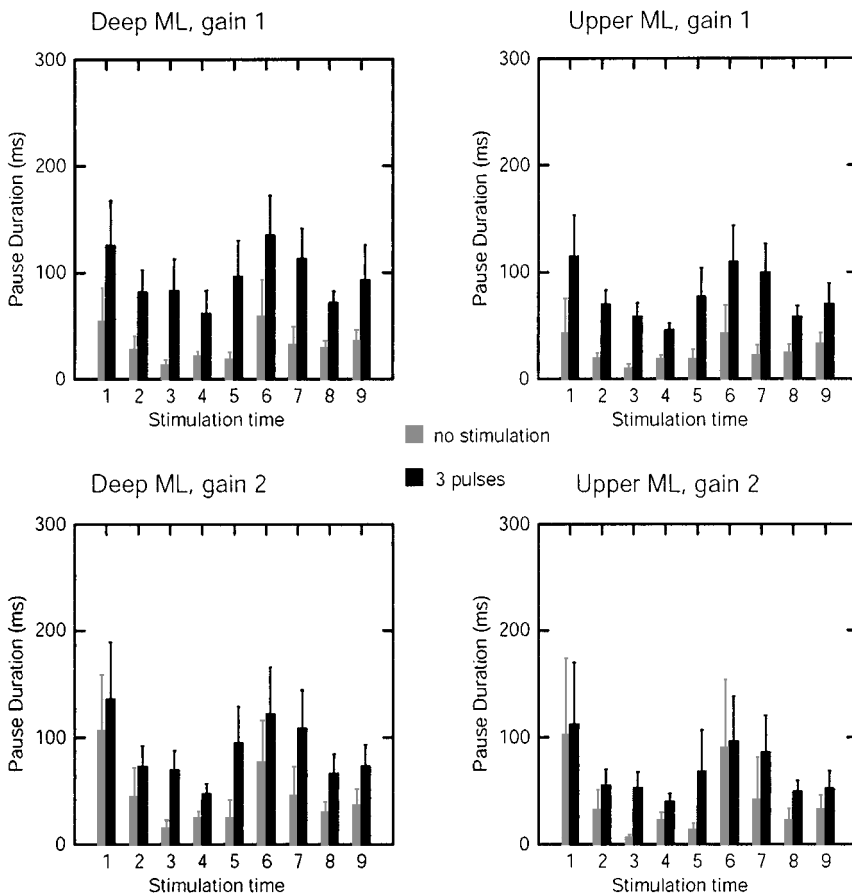 Deep ML, gain 1
Pause Duration (ms)
300
200
100
0
1 2 3 4 5 6 7 8 9
Stimulation time
Upper ML, gain 1
Pause Duration (ms)
300
200
100
0
1 2 3 4 5 6 7 8 9
Stimulation time
no stimulation
3 pulses
Deep ML, gain 2
Pause Duration (ms)
300
200
100
0
1 2 3 4 5 6 7 8 9
Stimulation time
Upper ML, gain 2
Pause Duration (ms)
300
200
100
0
1 2 3 4 5 6 7 8 9
Stimulation time